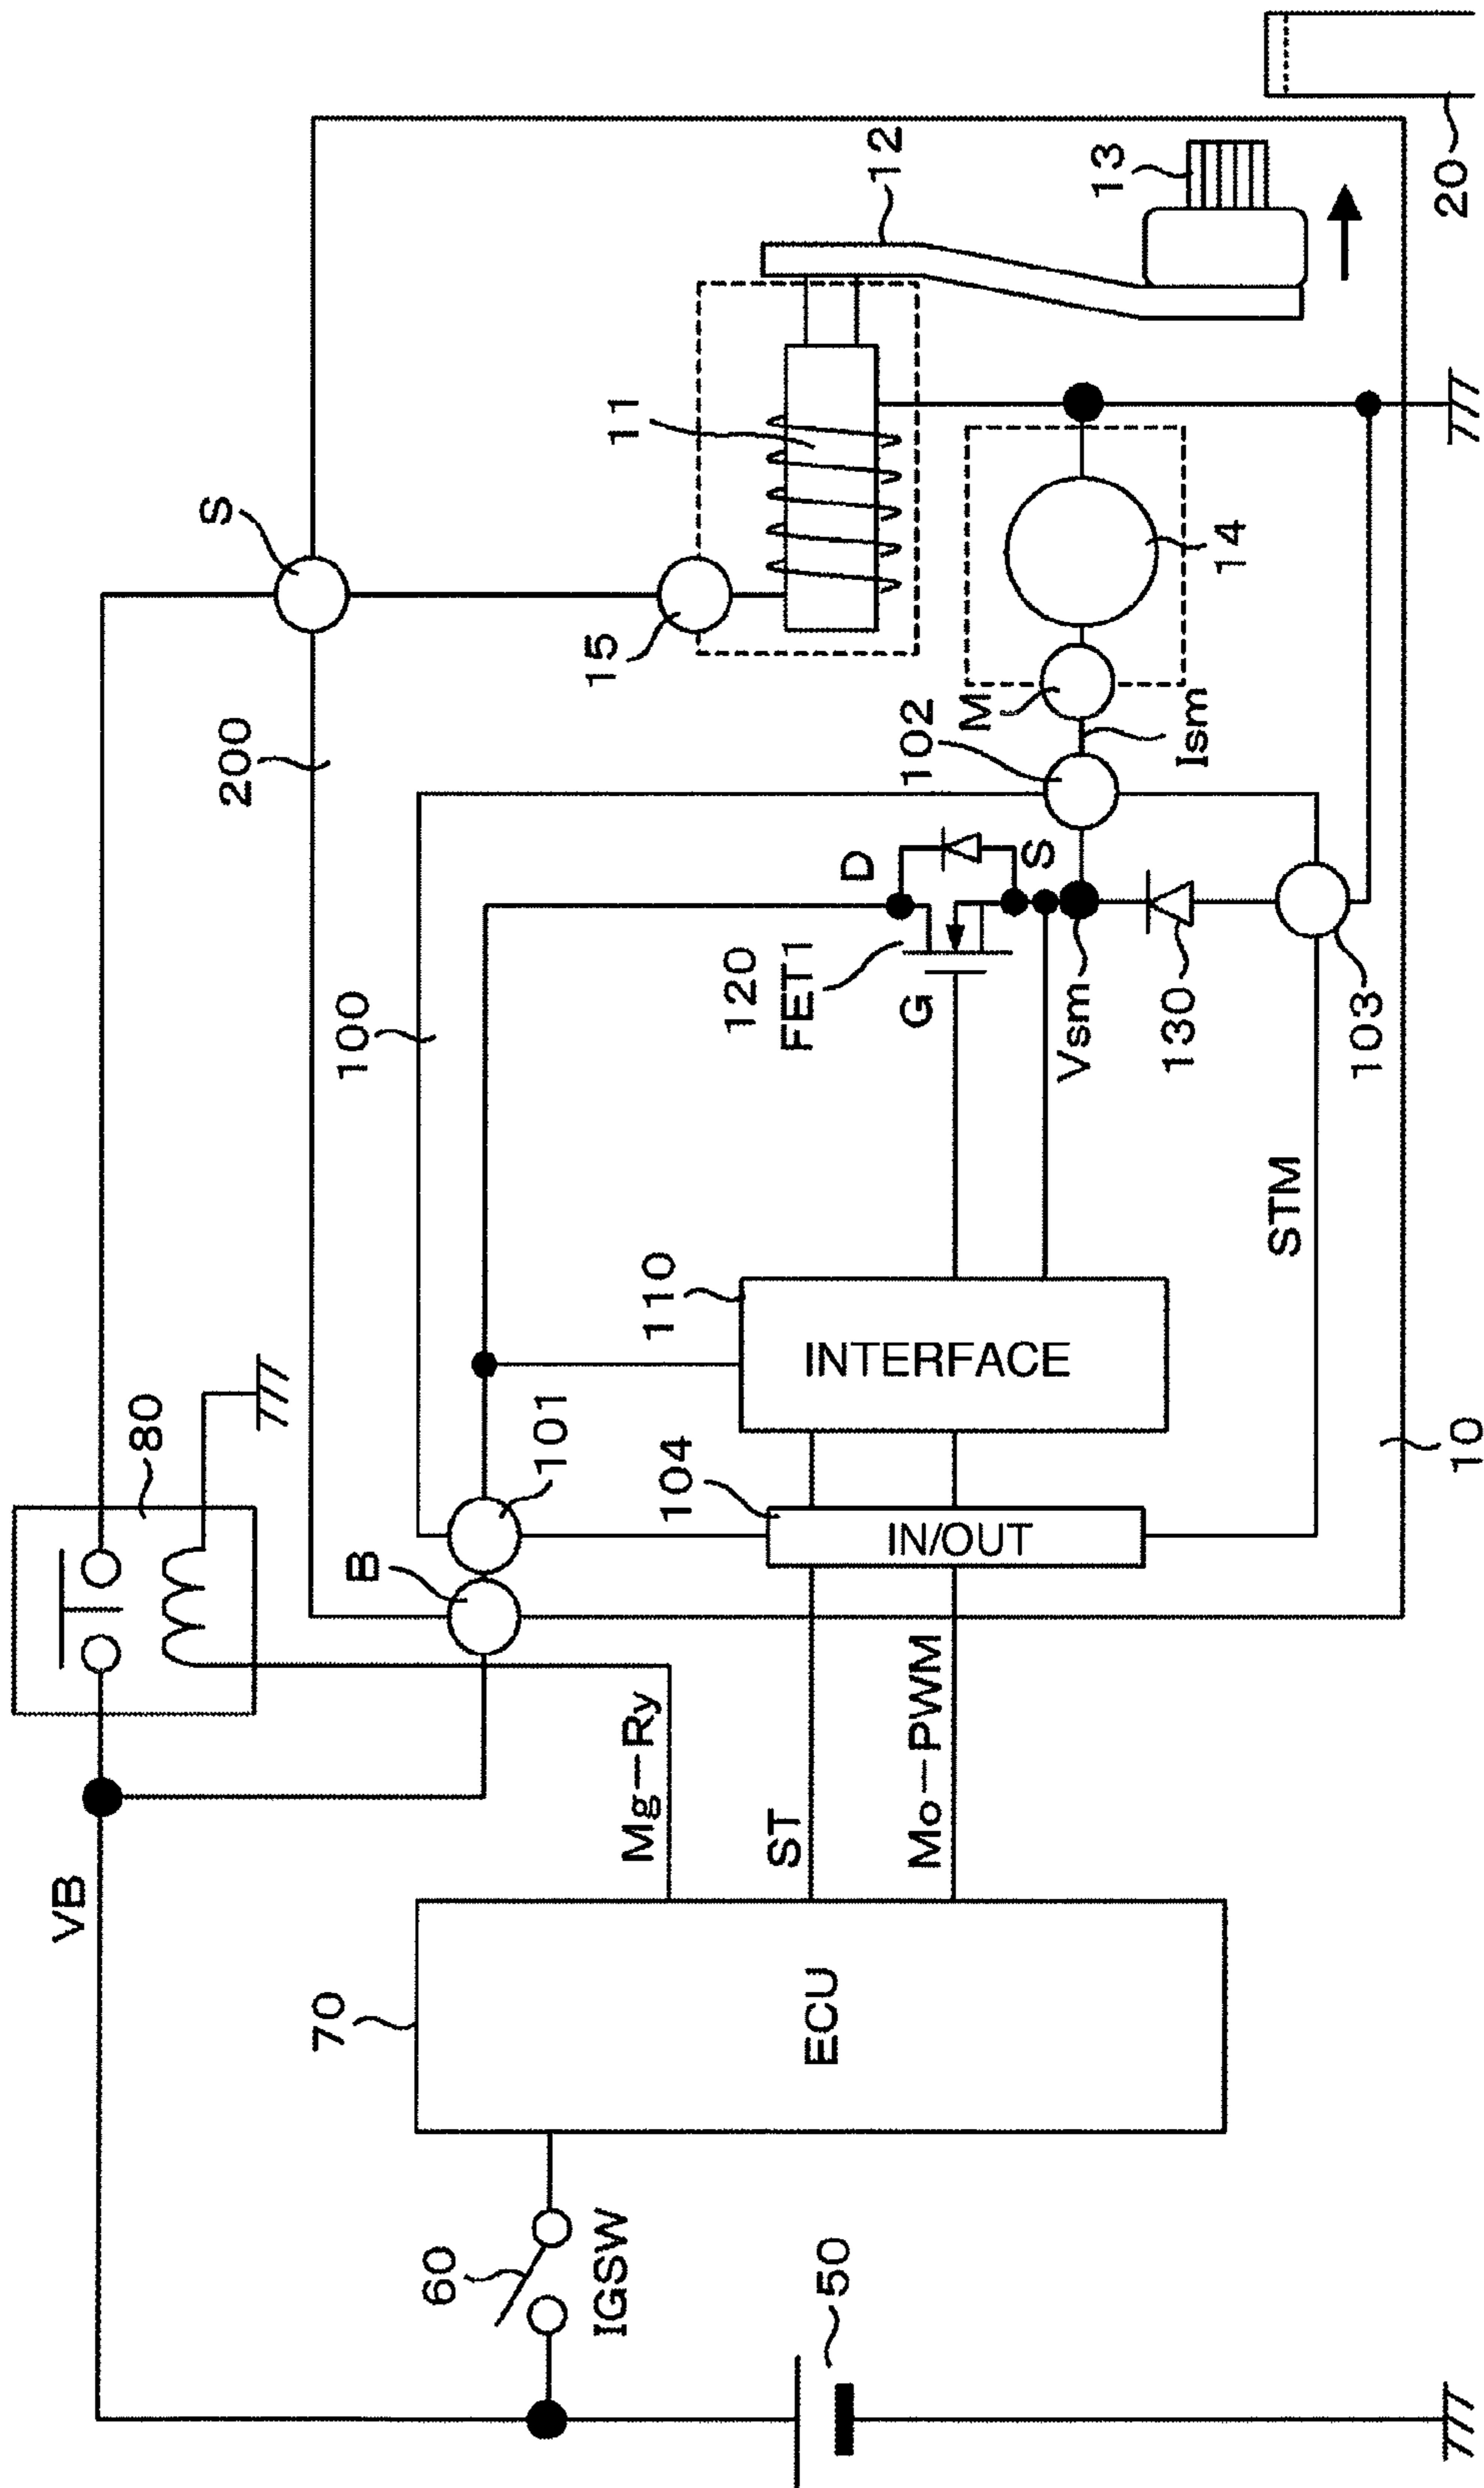 VB
80
S
200
15
11
12
13
20
100
B
101
110
INTERFACE
104
IN/OUT
Mg-Ry
ST
Mo-PWM
70
ECU
60
IGSW
50
120
FET1
D
G
S
Vsm
130
103
STM
102
M
Ism
14
10